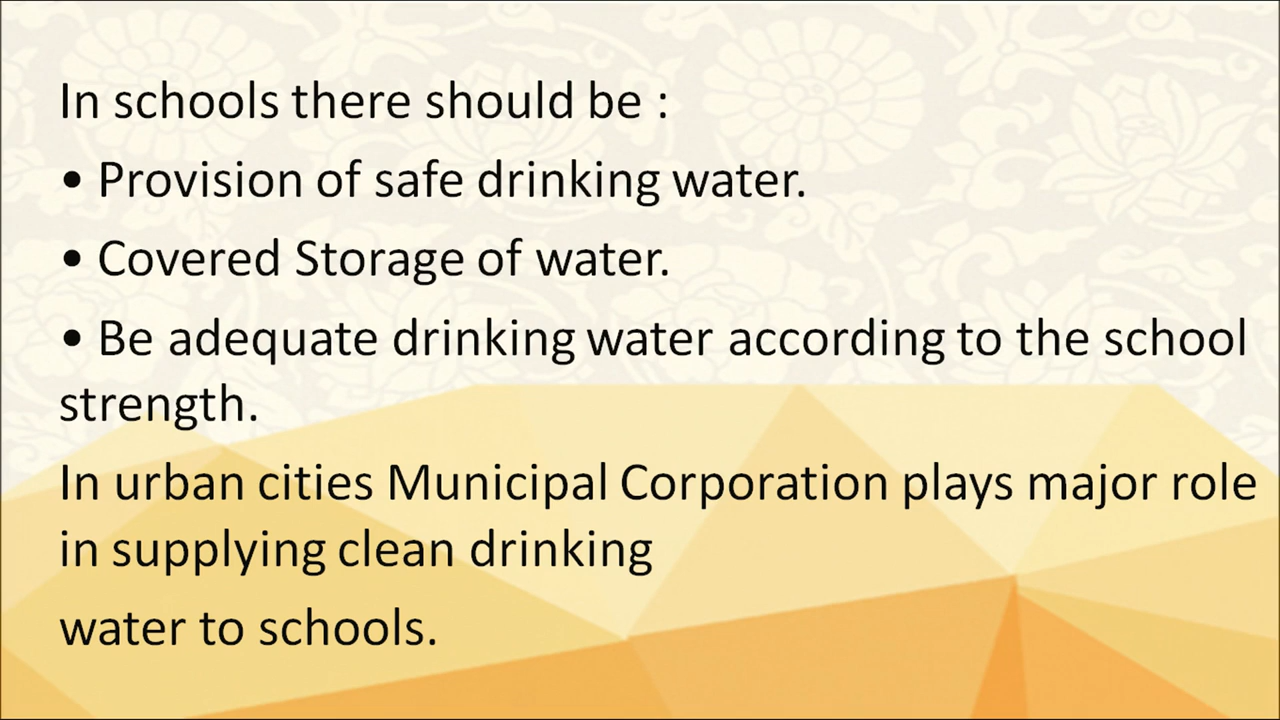 In schools there should be :
• Provision of safe drinking water.
• Covered Storage of water.
• Be adequate drinking water according to the school
strength.
In urban cities Municipal Corporation plays major role
in supplying clean drinking
water to schools.